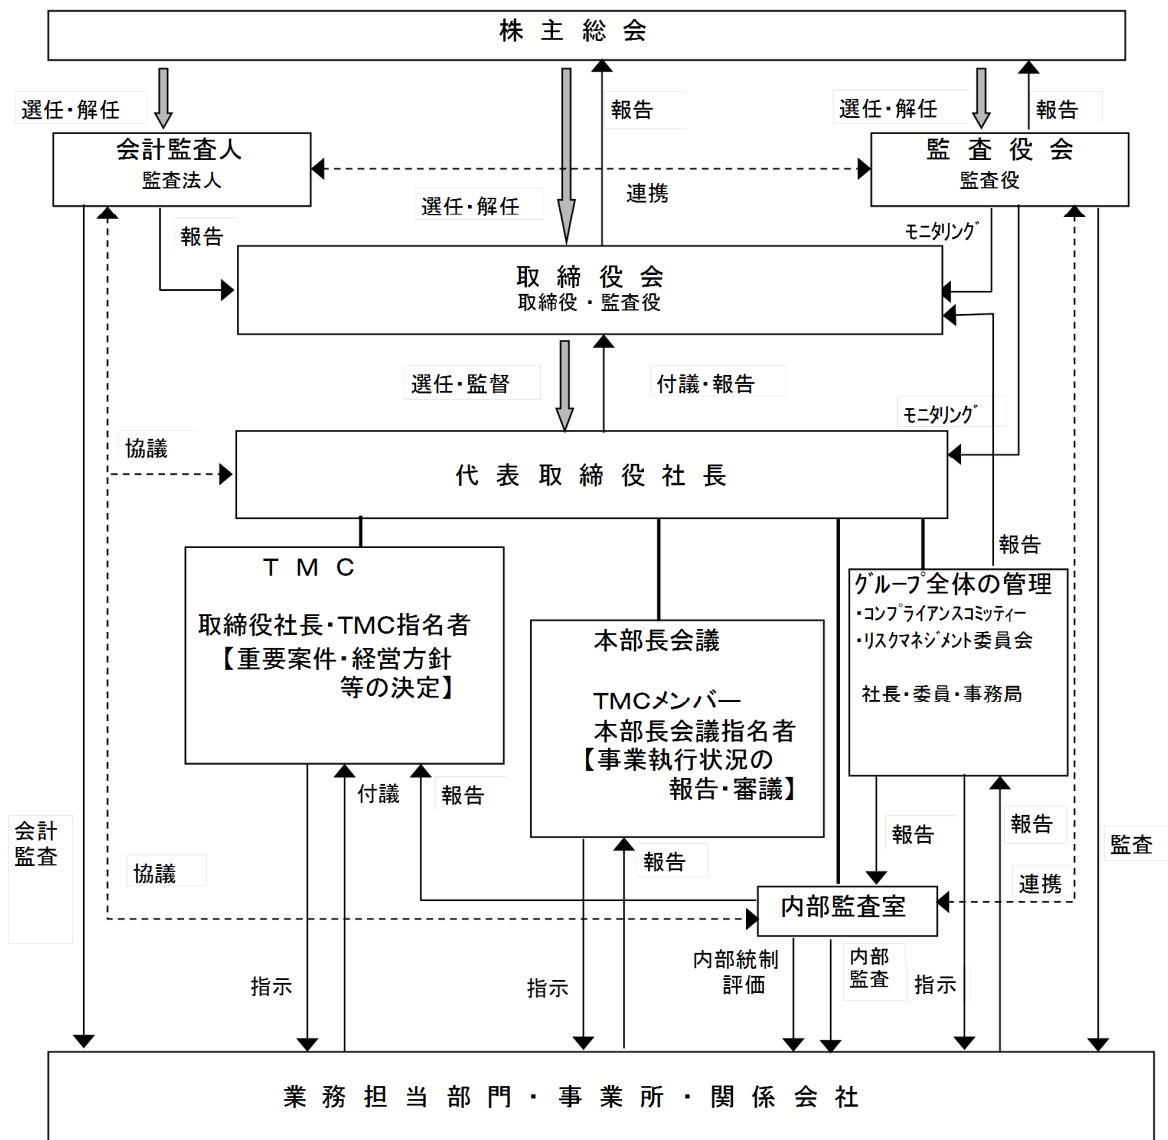 株主総会
選任・解任
報告
選任・解任
報告
会計監査人
監査法人
監査役会
監査役
連携
選任・解任
報告
ﾓﾆﾀﾘﾝｸﾞ
取締役会
取締役・監査役
選任・監督
付議・報告
ﾓﾆﾀﾘﾝｸﾞ
協議
代表取締役社長
報告
ＴＭＣ
取締役社長・TMC指名者
【重要案件・経営方針
等の決定】
本部長会議
TMCメンバー
本部長会議指名者
【事業執行状況の
報告・審議】
ｸﾞﾙｰﾌﾟ全体の管理
・ｺﾝﾌﾟﾗｲｱﾝｽｺﾐｯﾃｨｰ
・ﾘｽｸﾏﾈｼﾞﾒﾝﾄ委員会
社長・委員・事務局
付議
報告
会計
監査
協議
報告
報告
報告
監査
連携
内部監査室
指示
指示
内部統制
評価
内部
監査
指示
業務担当部門・事業所・関係会社